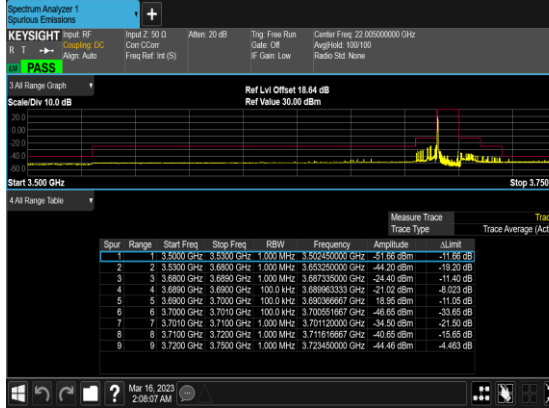 Spectrum Analyzer 1
Spurious Emissions
+
KEYSIGHT Input: RF Input Z: 50 Ω Atten: 20 dB Trig: Free Run Center Freq: 22.005000000 GHz
R T Coupling: DC Corr CCorr Gate: Off Avg|Hold: 100/100
Align: Auto Freq Ref: Int (S) IF Gain: Low Radio Std: None
PASS
3 All Range Graph
Ref Lvl Offset 18.64 dB
Scale/Div 10.0 dB Ref Value 30.00 dBm
20.0
0.00
-20.0
-40.0
-60.0
Start 3.500 GHz Stop 3.750
4 All Range Table
Measure Trace Trac
Trace Type Trace Average (Act
Spur Range Start Freq Stop Freq RBW Frequency Amplitude ΔLimit
1 1 3.5000 GHz 3.5300 GHz 1.000 MHz 3.502450000 GHz -51.66 dBm -11.66 dB
2 2 3.5300 GHz 3.6800 GHz 1.000 MHz 3.653250000 GHz -44.20 dBm -19.20 dB
3 3 3.6800 GHz 3.6890 GHz 1.000 MHz 3.687335000 GHz -24.40 dBm -11.40 dB
4 4 3.6890 GHz 3.6900 GHz 100.0 kHz 3.689963333 GHz -21.02 dBm -8.023 dB
5 5 3.6900 GHz 3.7000 GHz 100.0 kHz 3.690366667 GHz 18.95 dBm -11.05 dB
6 6 3.7000 GHz 3.7010 GHz 100.0 kHz 3.700551667 GHz -46.65 dBm -33.65 dB
7 7 3.7010 GHz 3.7100 GHz 1.000 MHz 3.701120000 GHz -34.50 dBm -21.50 dB
8 8 3.7100 GHz 3.7200 GHz 1.000 MHz 3.711616667 GHz -40.65 dBm -15.65 dB
9 9 3.7200 GHz 3.7500 GHz 1.000 MHz 3.723450000 GHz -44.46 dBm -4.463 dB
? Mar 16, 2023
2:08:07 AM